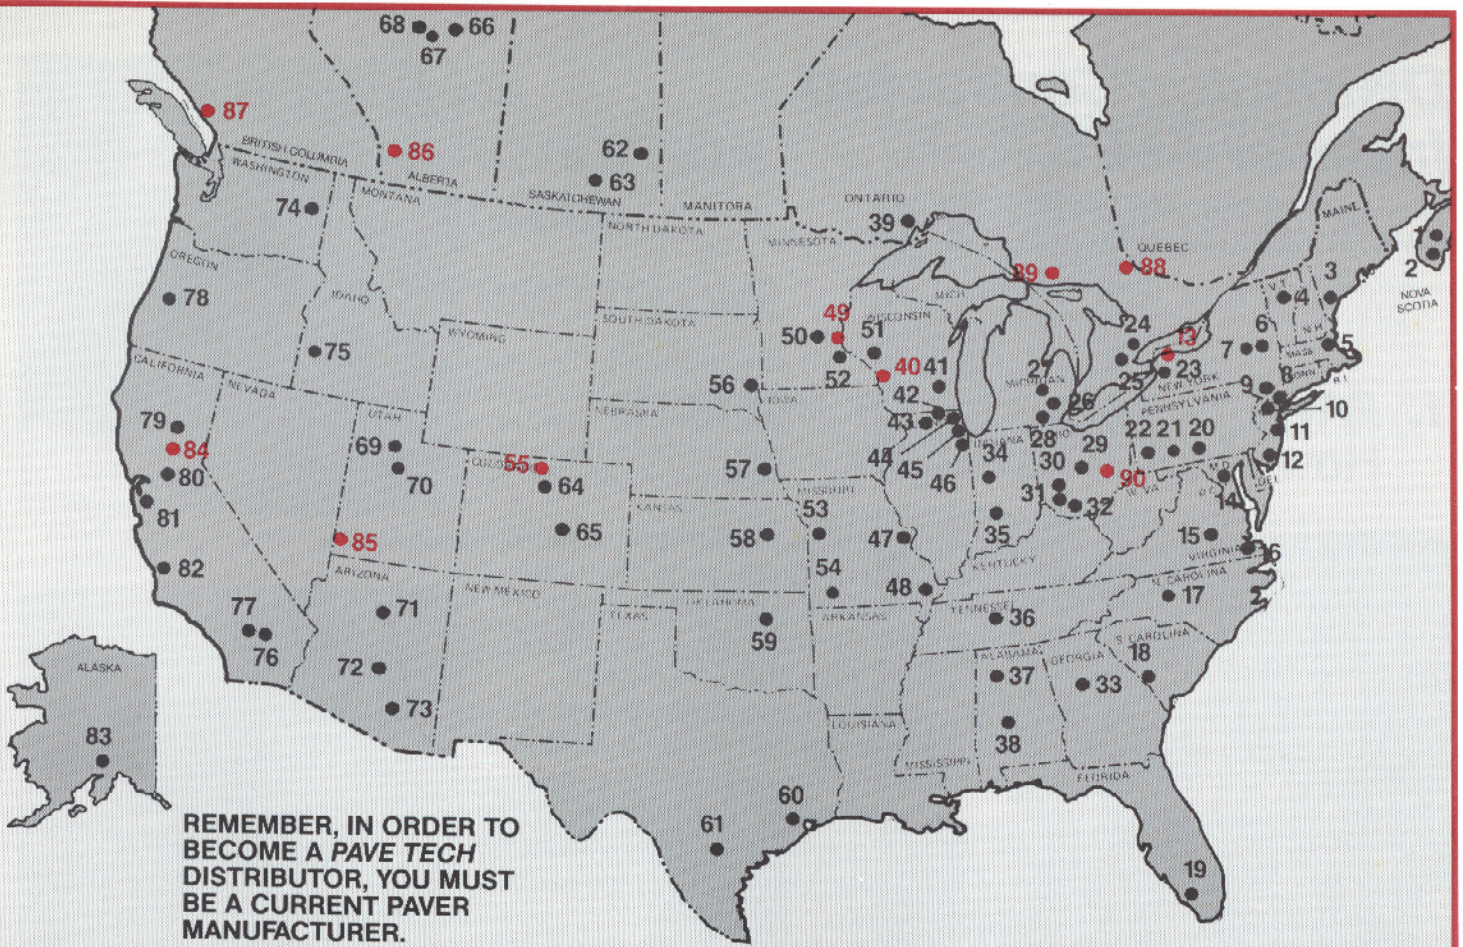 68
66
67
87
86
62
63
BRITISH COLUMBIA
WASHINGTON
ALBERTA
MONTANA
SASKATCHEWAN
MANITOBA
ONTARIO
39
74
NORTH DAKOTA
MINNESOTA
MAINE
1
2
QUEBEC
88
89
OREGON
IDAHO
78
MICH
V.T.
4
3
NOVA
SCOTIA
WYOMING
SOUTH DAKOTA
49
WISCONSIN
50
51
52
24
13
6
7
N.H.
5
MASS
75
CALIFORNIA
NEVADA
UTAH
NEBRASKA
IOWA
56
40
41
42
43
27
MICHIGAN
26
25
23
NEW YORK
PENNSYLVANIA
9
8
CONN
R.I.
10
79
84
80
81
69
70
COLORADO
55
64
65
57
KANSAS
MISSOURI
53
44
45
46
INDIANA
34
28
OHIO
29
30
31
32
90
22
21
20
11
12
W. VA
M.D.
DEL
D.C.
14
85
82
58
47
35
KENTUCKY
15
VIRGINIA
16
ARIZONA
NEW MEXICO
54
48
N. CAROLINA
17
77
76
71
TEXAS
OKLAHOMA
59
ARKANSAS
TENNESSEE
36
S. CAROLINA
18
ALASKA
72
73
ALABAMA
37
GEORGIA
33
83
LOUISIANA
38
MISSISSIPPI
FLORIDA
60
61
19
REMEMBER, IN ORDER TO
BECOME A PAVE TECH
DISTRIBUTOR, YOU MUST
BE A CURRENT PAVER
MANUFACTURER.